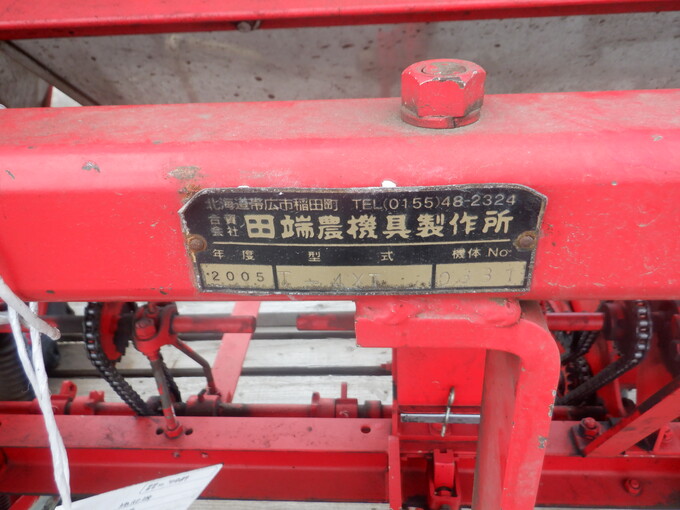 北海道帯広市稲田町 TEL(0155)48-2324
合資会社 田端農機具製作所
年度 型式 機体No.
2005